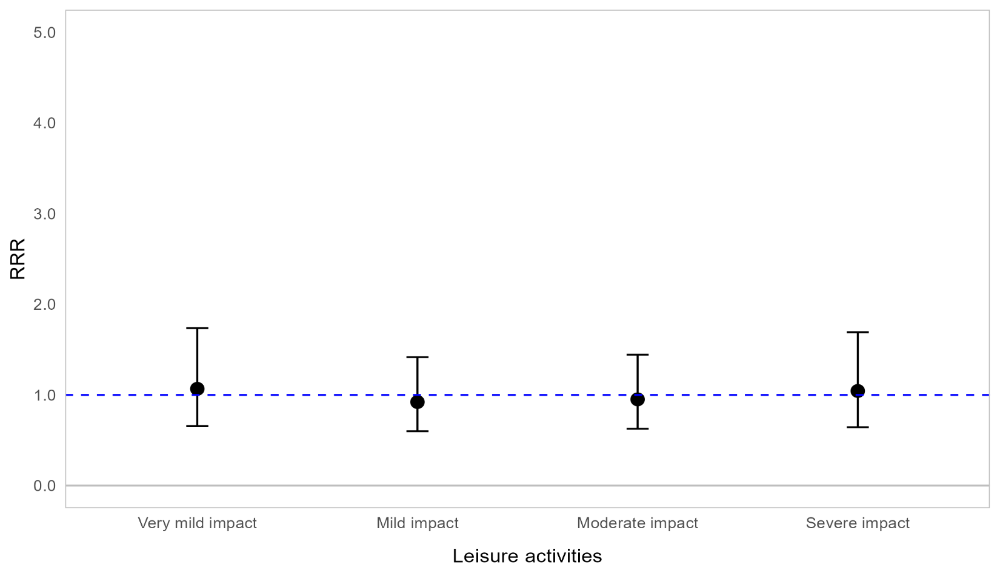 5.0
4.0
3.0
2.0
1.0
0.0
RRR
Very mild impact Mild impact Moderate impact Severe impact
Leisure activities